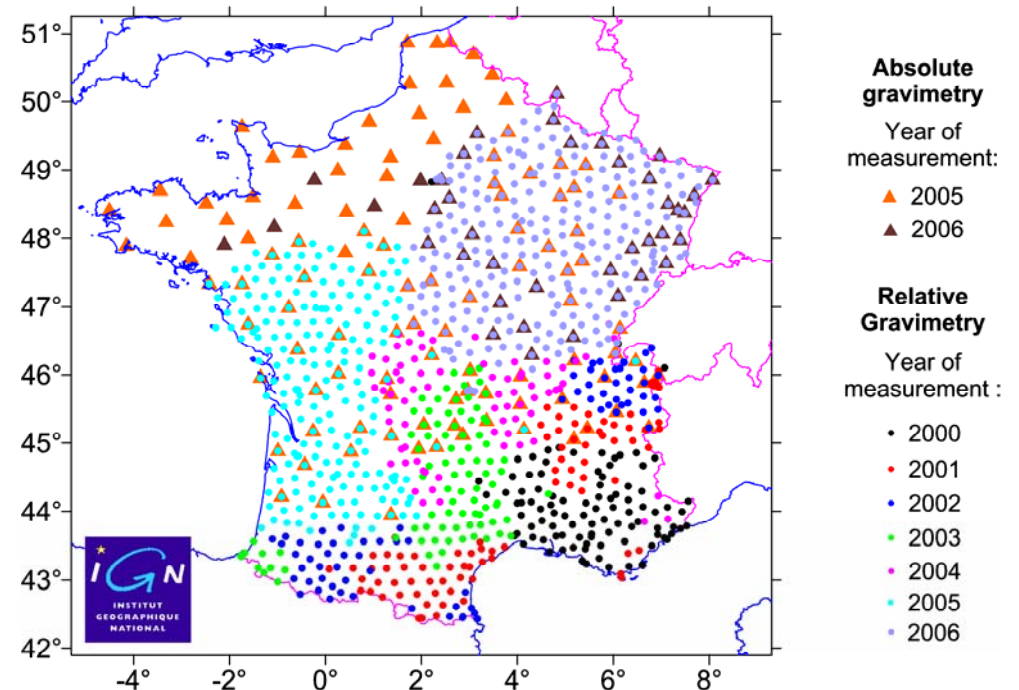 51°
50°
49°
48°
47°
46°
45°
44°
43°
42°
-4° -2° 0° 2° 4° 6° 8°
IGN
INSTITUT
GEOGRAPHIQUE
NATIONAL
Absolute
gravimetry
Year of
measurement:
2005
2006
Relative
Gravimetry
Year of
measurement :
2000
2001
2002
2003
2004
2005
2006